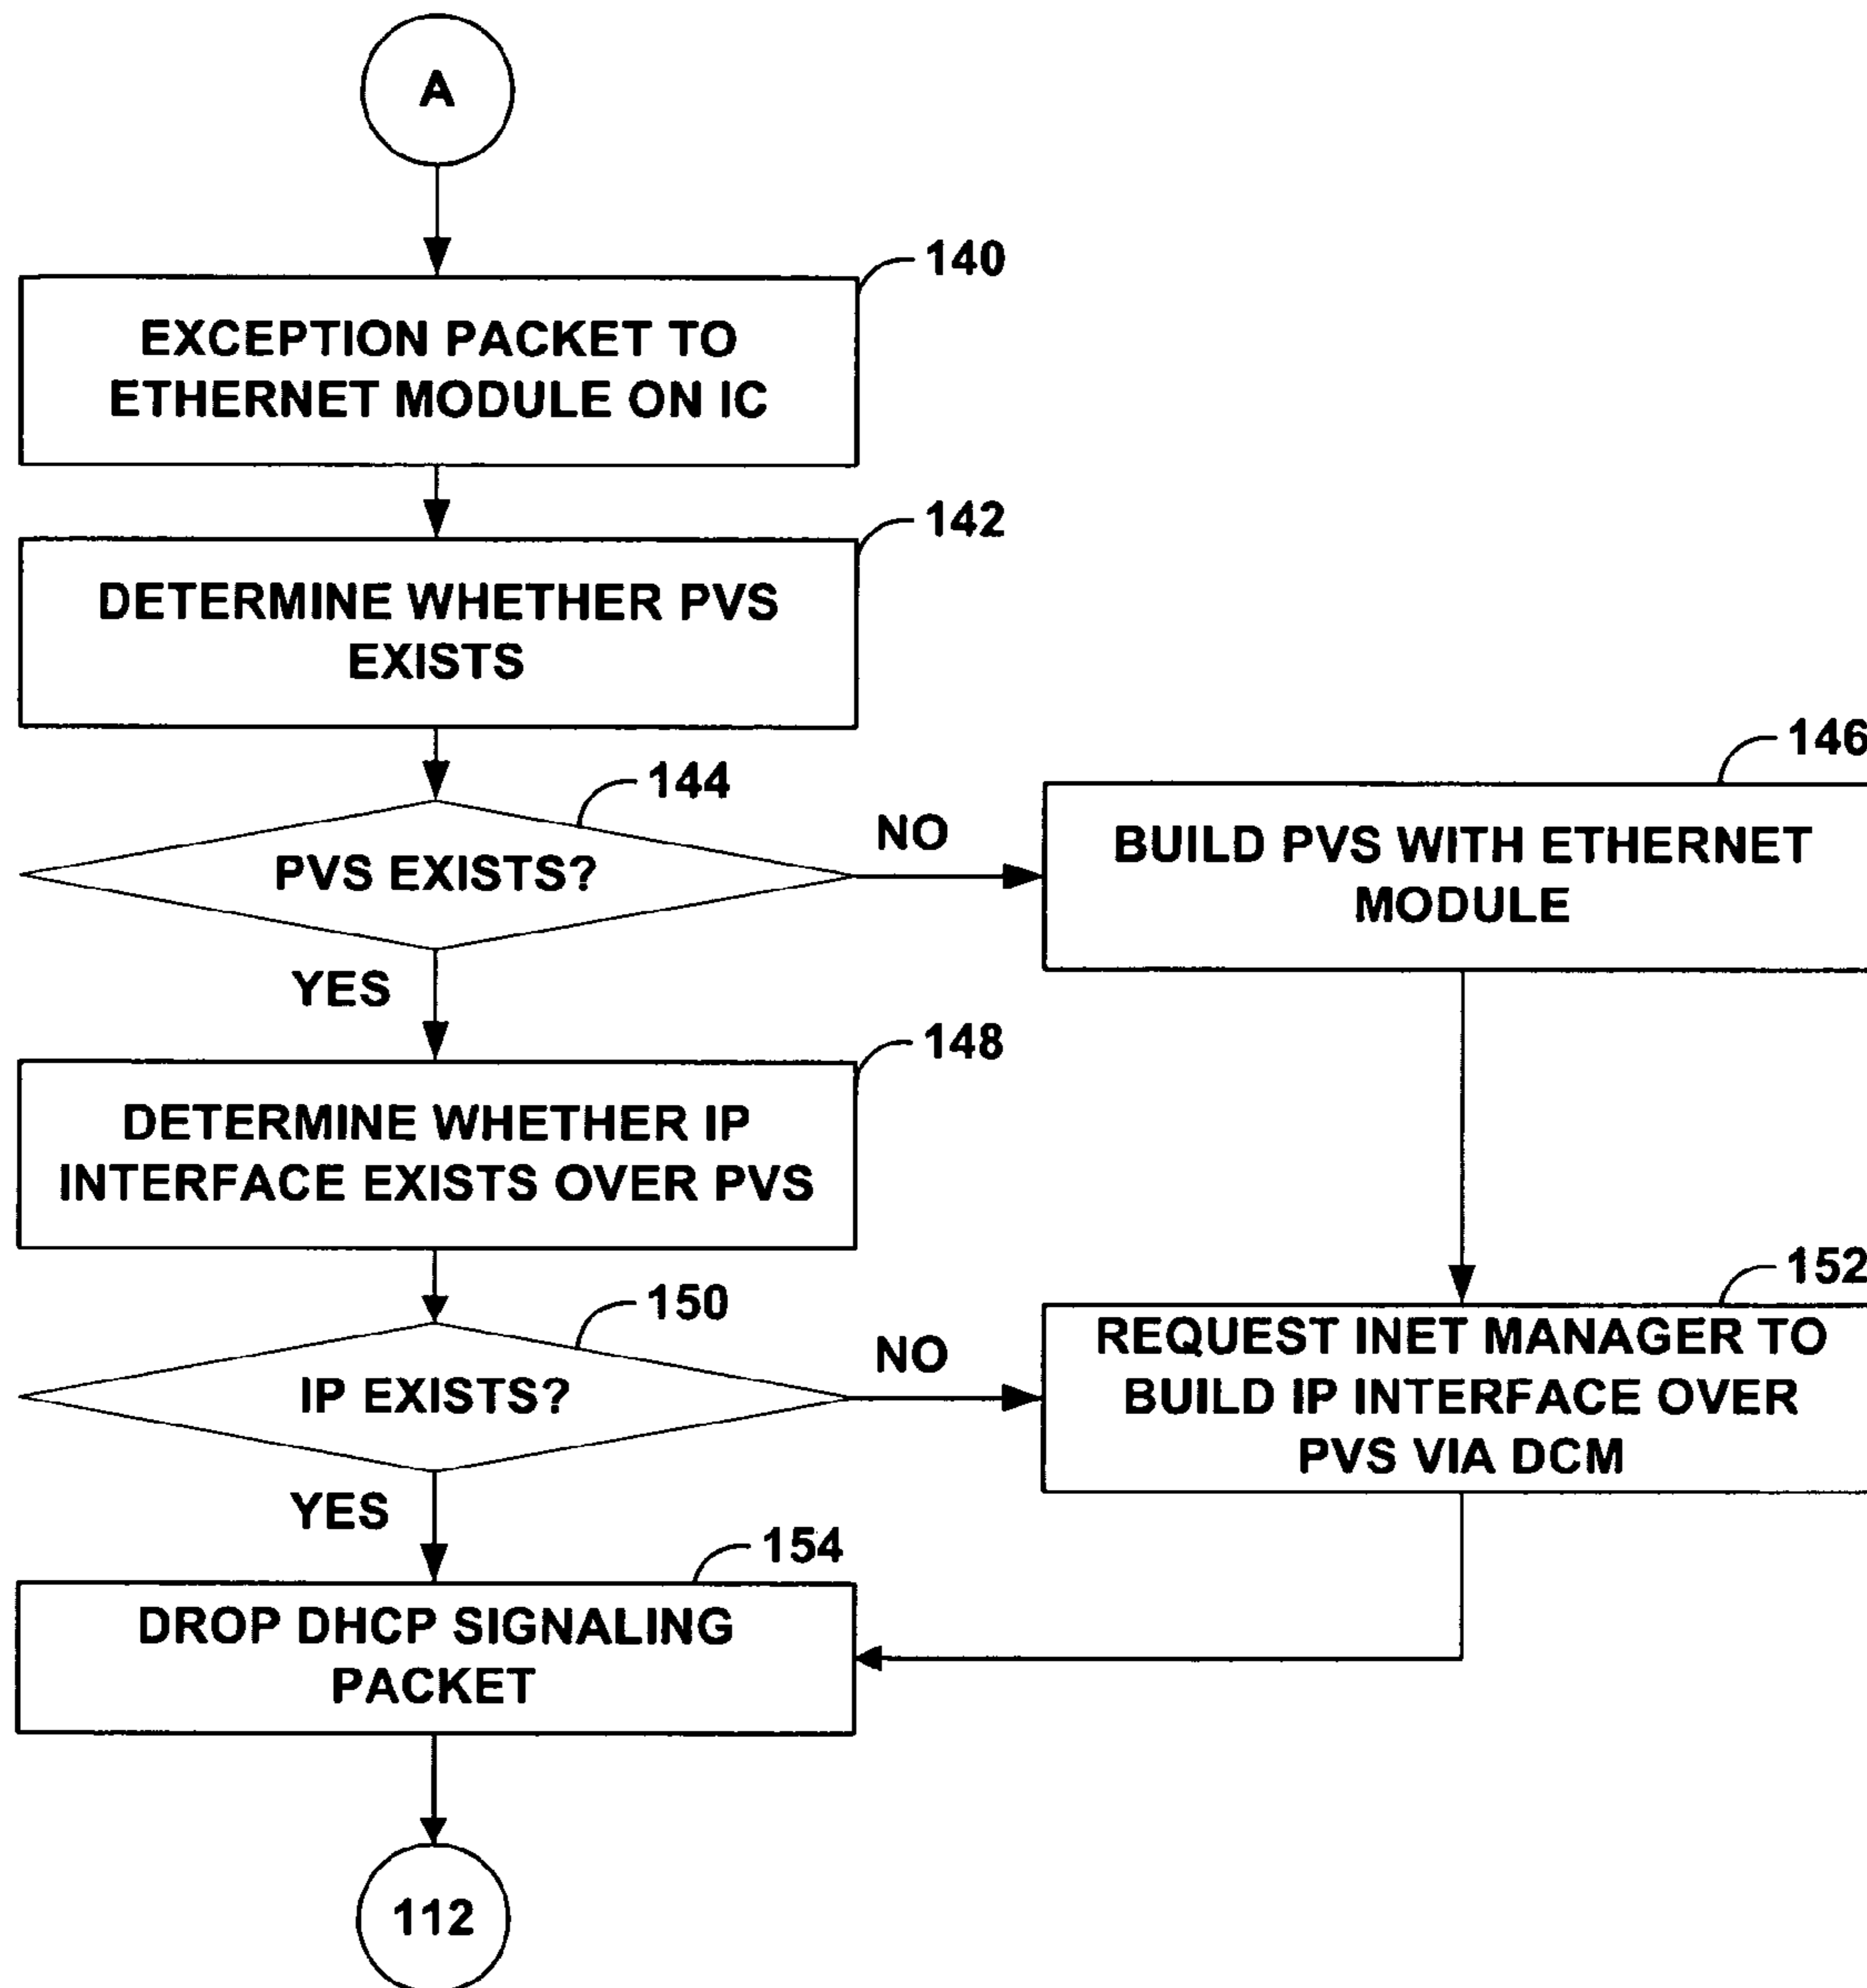 A
140
EXCEPTION PACKET TO
ETHERNET MODULE ON IC
142
DETERMINE WHETHER PVS
EXISTS
144
PVS EXISTS?
NO
146
BUILD PVS WITH ETHERNET
MODULE
YES
148
DETERMINE WHETHER IP
INTERFACE EXISTS OVER PVS
150
IP EXISTS?
NO
152
REQUEST INET MANAGER TO
BUILD IP INTERFACE OVER
PVS VIA DCM
YES
154
DROP DHCP SIGNALING
PACKET
112